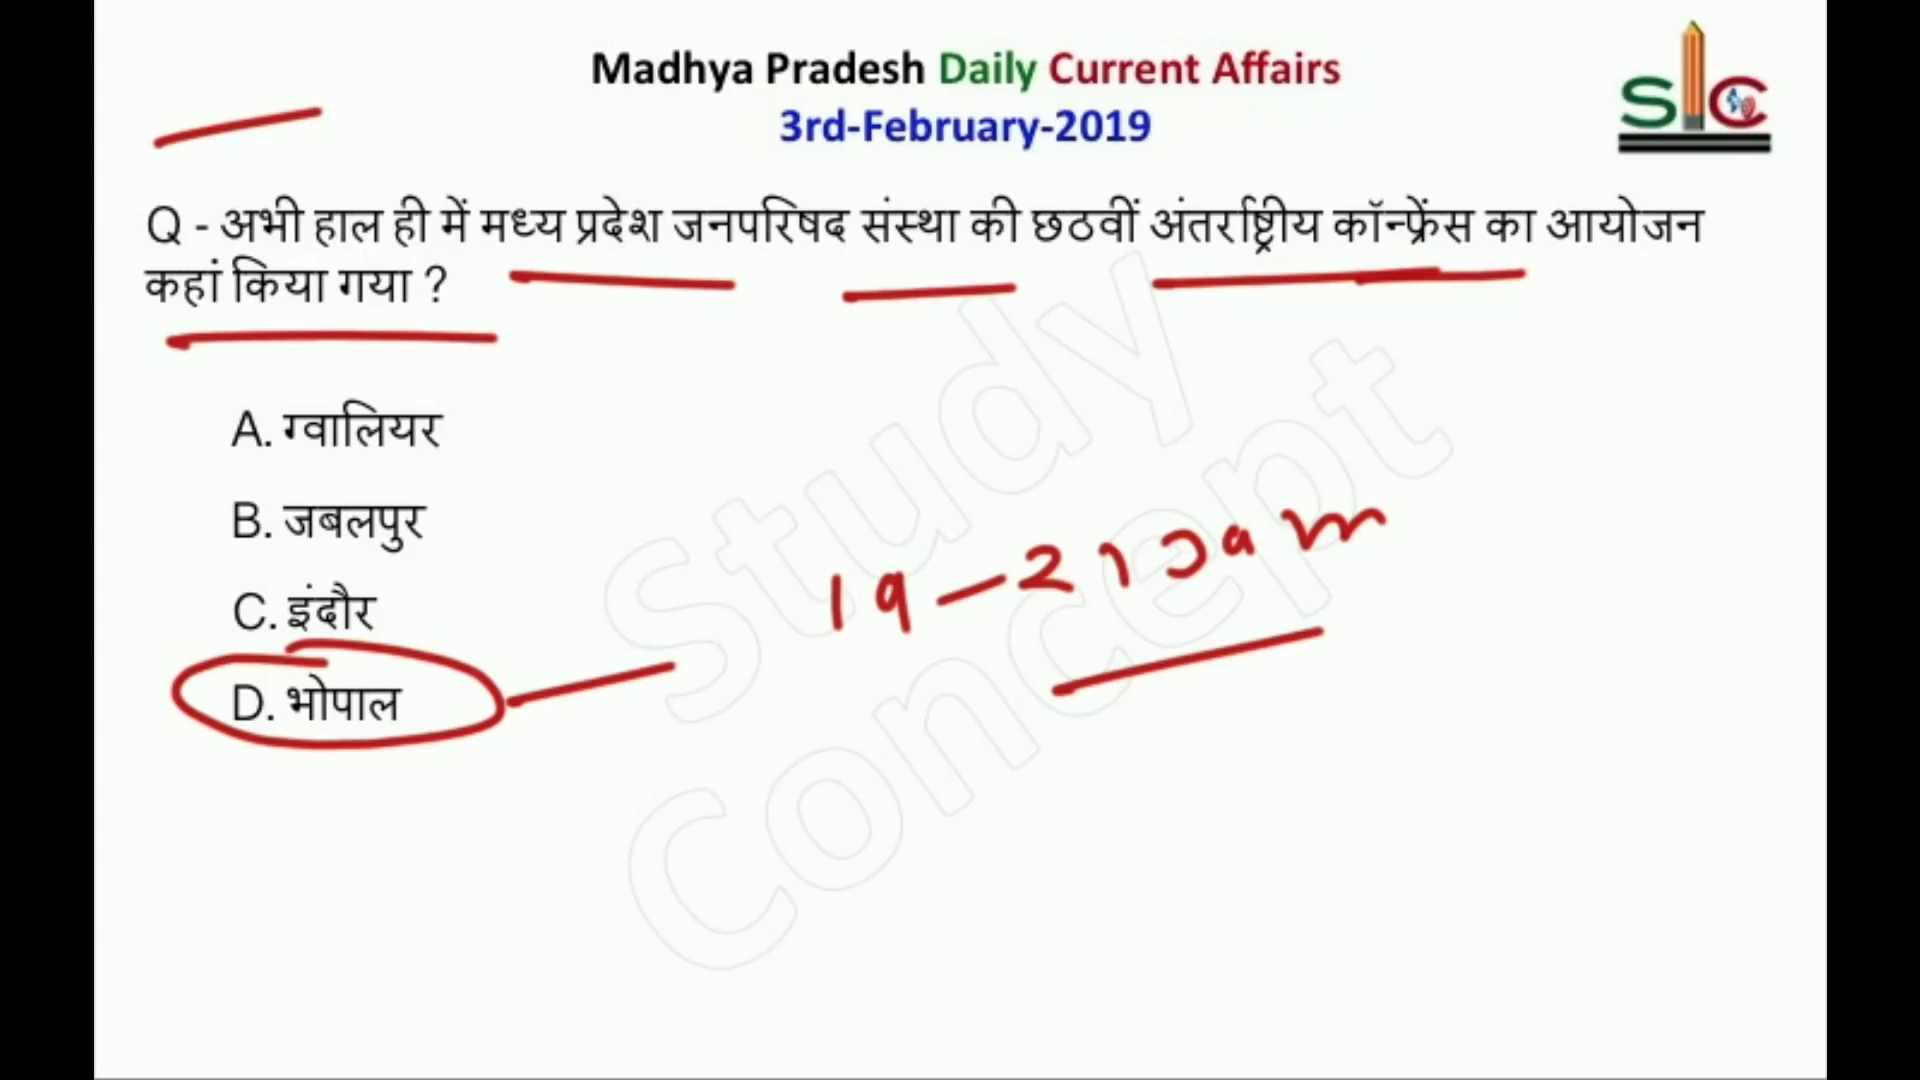 Madhya Pradesh Daily Current Affairs
3rd-February-2019
SC
Q - अभी हाल ही में मध्य प्रदेश जनपरिषद संस्था की छठवीं अंतर्राष्ट्रीय कॉन्फ्रेंस का आयोजन
कहां किया गया ?
A. ग्वालियर
B. जबलपुर
C. इंदौर
D. भोपाल
19-21 Jan
Study
Concept